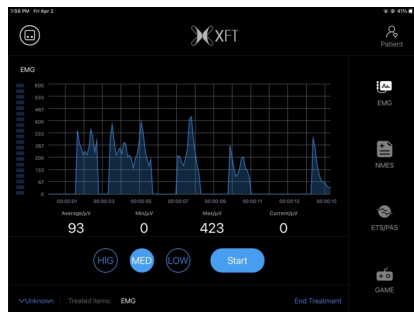 1:58 PM Fri Apr 2
41%
XFT
Patient
EMG
600
533
467
400
333
267
200
133
67
0
00:00:01 00:00:03 00:00:05 00:00:07 00:00:09 00:00:11 00:00:13 00:00:15
Average/μV Min/μV Max/μV Current/μV
93 0 423 0
HIG MED LOW Start
Unknown Treated items: EMG End Treatment
EMG
NMES
ETS/PAS
GAME